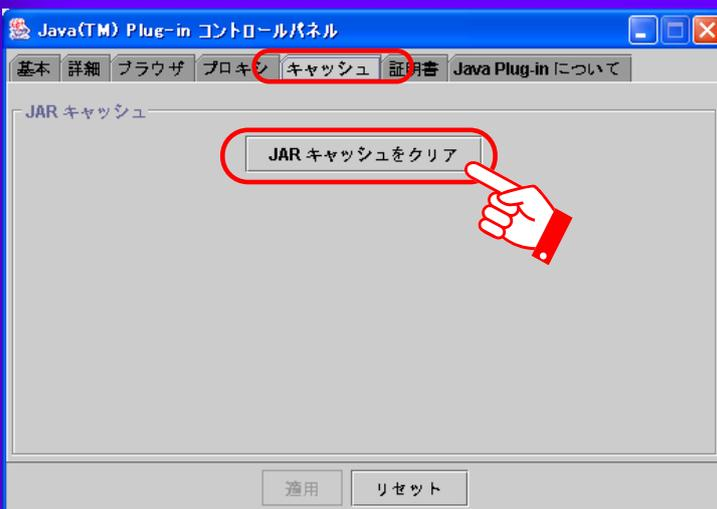 Java(TM) Plug-in コントロールパネル
基本 詳細 ブラウザ プロキシ キャッシュ 証明書 Java Plug-in について
JAR キャッシュ
JAR キャッシュをクリア
適用 リセット